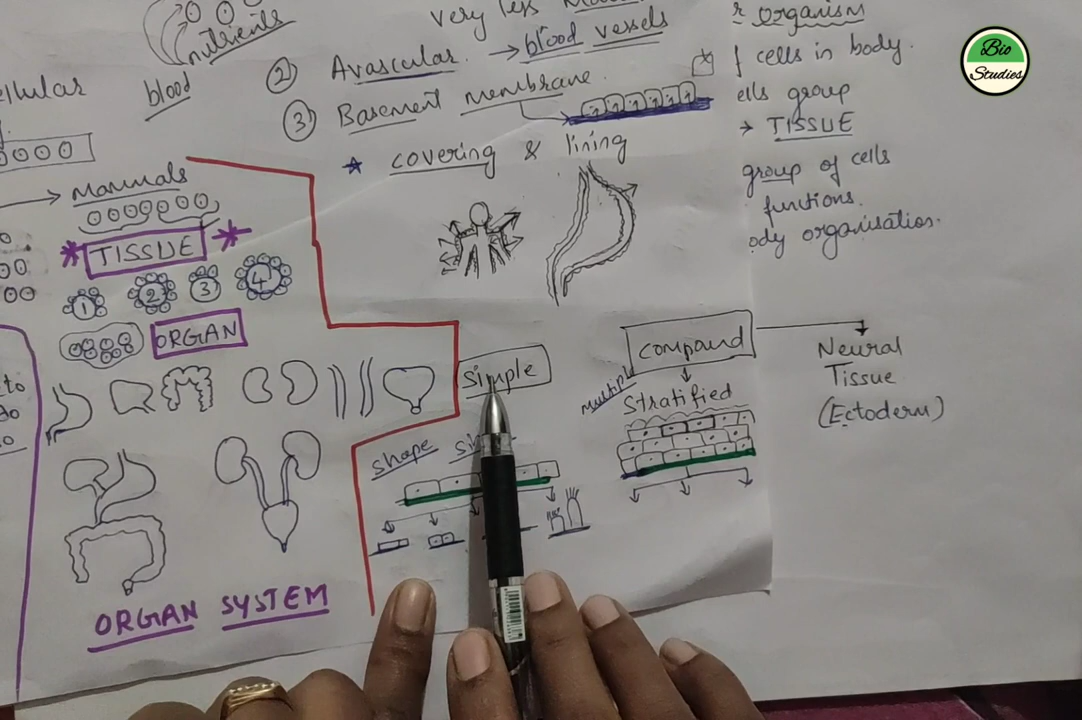 very less
nutrients
blood
② Avascular. → blood vessels
③ Basement membrane.
* covering & lining
organism
cells in body.
ells group
→ TISSUE
group of cells
functions.
ody organisation.
Bio
Studies
ellular
→ Mammals
* TISSUE *
1 2 3 4
ORGAN
ORGAN SYSTEM
simple
shape
compound
Stratified
Neural
Tissue
(Ectoderm)